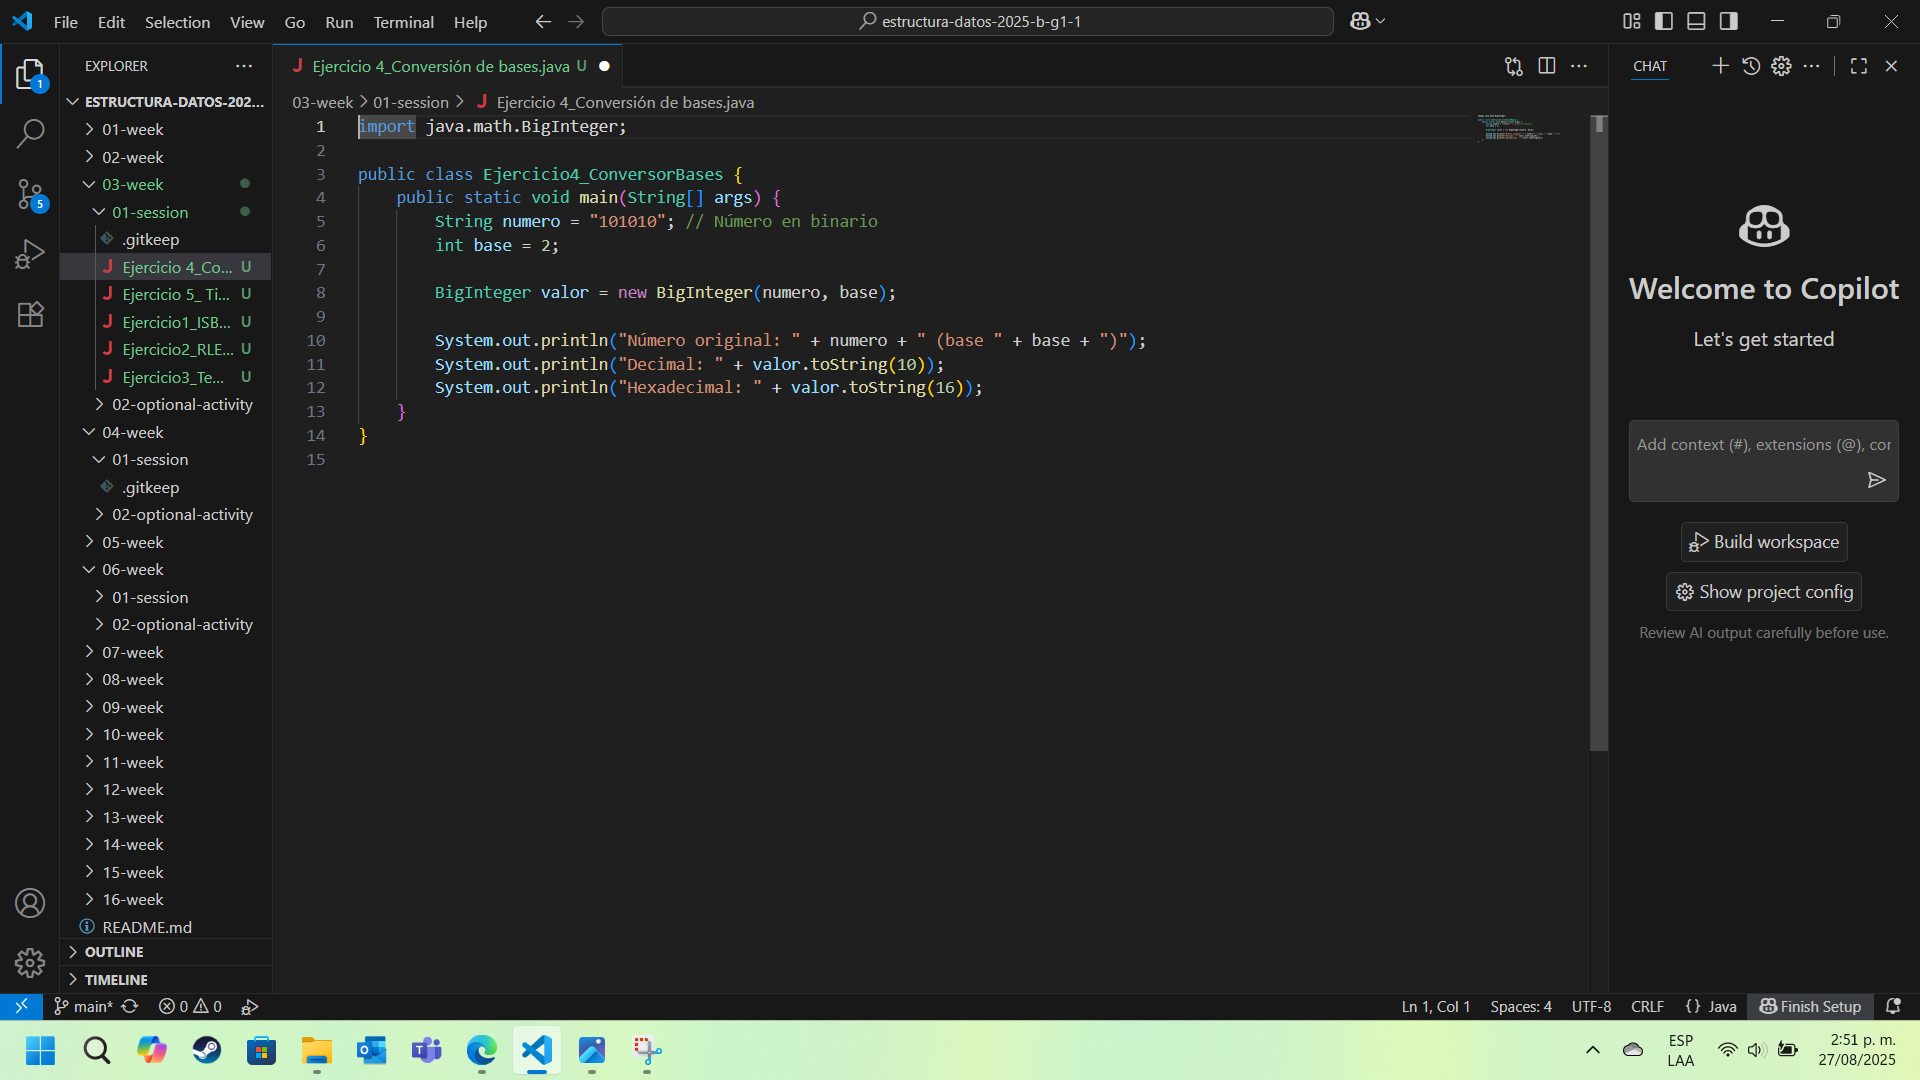 File Edit Selection View Go Run Terminal Help
estructura-datos-2025-b-g1-1
EXPLORER
ESTRUCTURA-DATOS-202...
01-week
02-week
03-week
01-session
.gitkeep
Ejercicio 4_Co... U
Ejercicio 5_ Ti... U
Ejercicio1_ISB... U
Ejercicio2_RLE... U
Ejercicio3_Te... U
02-optional-activity
04-week
01-session
.gitkeep
02-optional-activity
05-week
06-week
01-session
02-optional-activity
07-week
08-week
09-week
10-week
11-week
12-week
13-week
14-week
15-week
16-week
README.md
OUTLINE
TIMELINE
1
5
J Ejercicio 4_Conversión de bases.java U
03-week > 01-session > J Ejercicio 4_Conversión de bases.java
1 import java.math.BigInteger;
2
3 public class Ejercicio4_ConversorBases {
4 public static void main(String[] args) {
5 String numero = "101010"; // Número en binario
6 int base = 2;
7
8 BigInteger valor = new BigInteger(numero, base);
9
10 System.out.println("Número original: " + numero + " (base " + base + ")");
11 System.out.println("Decimal: " + valor.toString(10));
12 System.out.println("Hexadecimal: " + valor.toString(16));
13 }
14 }
15
CHAT
Welcome to Copilot
Let's get started
Add context (#), extensions (@), cor
Build workspace
Show project config
Review AI output carefully before use.
main* 0 0
Ln 1, Col 1 Spaces: 4 UTF-8 CRLF {} Java Finish Setup
ESP
LAA
2:51 p. m.
27/08/2025